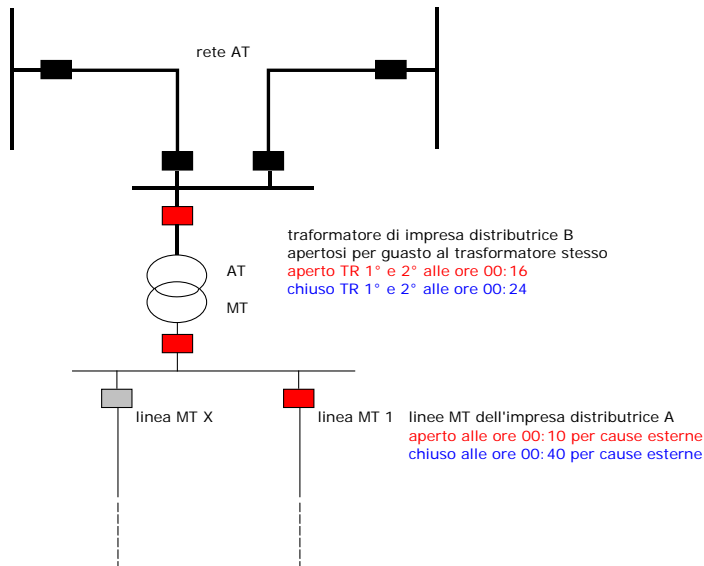 rete AT
traformatore di impresa distributrice B
apertosi per guasto al trasformatore stesso
aperto TR 1° e 2° alle ore 00:16
chiuso TR 1° e 2° alle ore 00:24
AT
MT
linea MT X
linea MT 1
linee MT dell'impresa distributrice A
aperto alle ore 00:10 per cause esterne
chiuso alle ore 00:40 per cause esterne